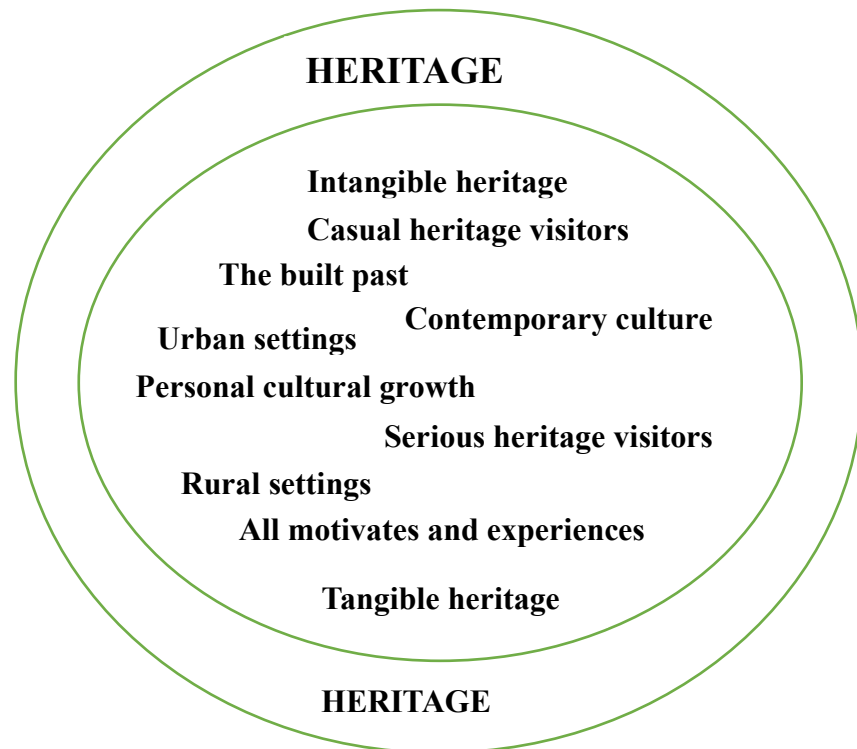 HERITAGE
Intangible heritage
Casual heritage visitors
The built past
Contemporary culture
Urban settings
Personal cultural growth
Serious heritage visitors
Rural settings
All motivates and experiences
Tangible heritage
HERITAGE